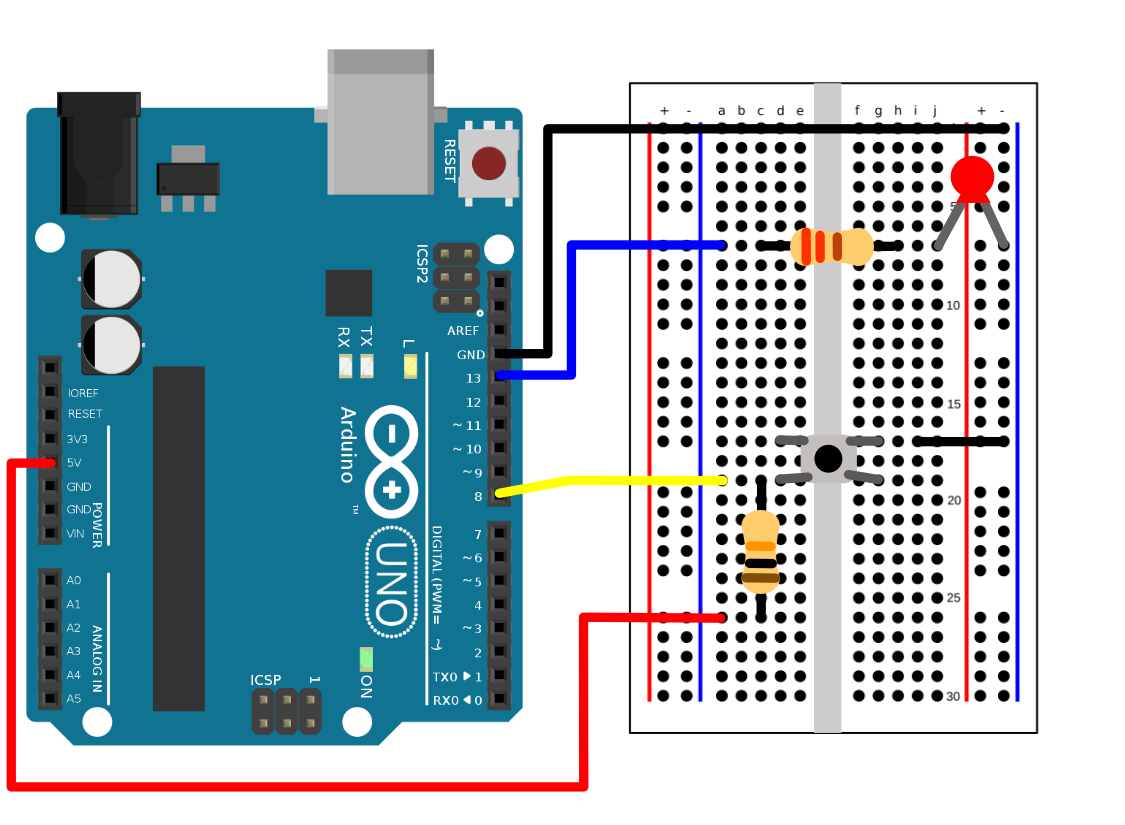 + - a b c d e f g h i j + -
RESET
ICSP2
AREF
GND
13
12
~ 11
~ 10
~ 9
8
7
~ 6
~ 5
4
~ 3
2
TX0 ▶ 1
RX0 ◀ 0
DIGITAL (PWM= ~)
RX
TX
L
Arduino
TM
UNO
ON
ICSP
1
IOREF
RESET
3V3
5V
GND
GND
VIN
POWER
A0
A1
A2
A3
A4
A5
ANALOG IN
5
10
15
20
25
30